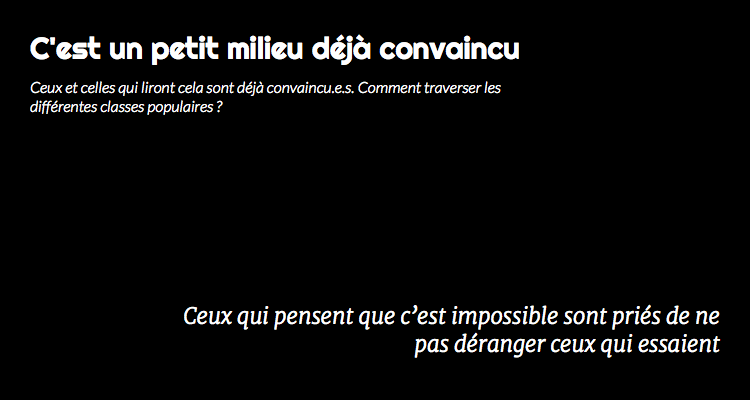 C'est un petit milieu déjà convaincu
Ceux et celles qui liront cela sont déjà convaincu.e.s. Comment traverser les
différentes classes populaires ?
Ceux qui pensent que c’est impossible sont priés de ne
pas déranger ceux qui essaient